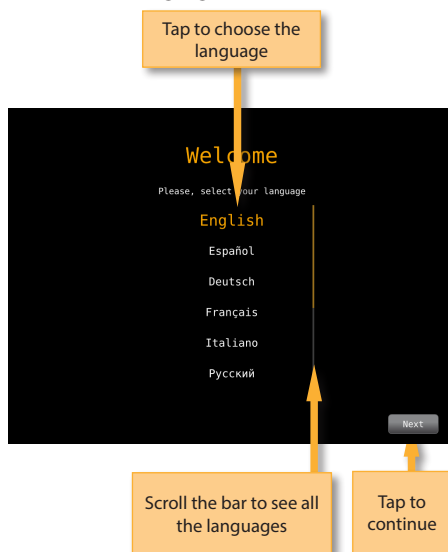 Tap to choose the
language
Welcome
Please, select your language
English
Español
Deutsch
Français
Italiano
Русский
Next
Scroll the bar to see all
the languages
Tap to
continue